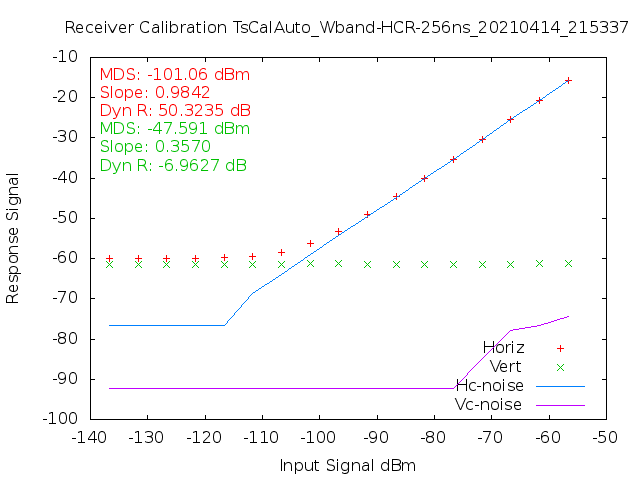 Receiver Calibration TsCalAuto_Wband-HCR-256ns_20210414_215337
-10
-20
-30
-40
-50
-60
-70
-80
-90
-100
MDS: -101.06 dBm
Slope: 0.9842
Dyn R: 50.3235 dB
MDS: -47.591 dBm
Slope: 0.3570
Dyn R: -6.9627 dB
Response Signal
Horiz
Vert
Hc-noise
Vc-noise
-140 -130 -120 -110 -100 -90 -80 -70 -60 -50
Input Signal dBm